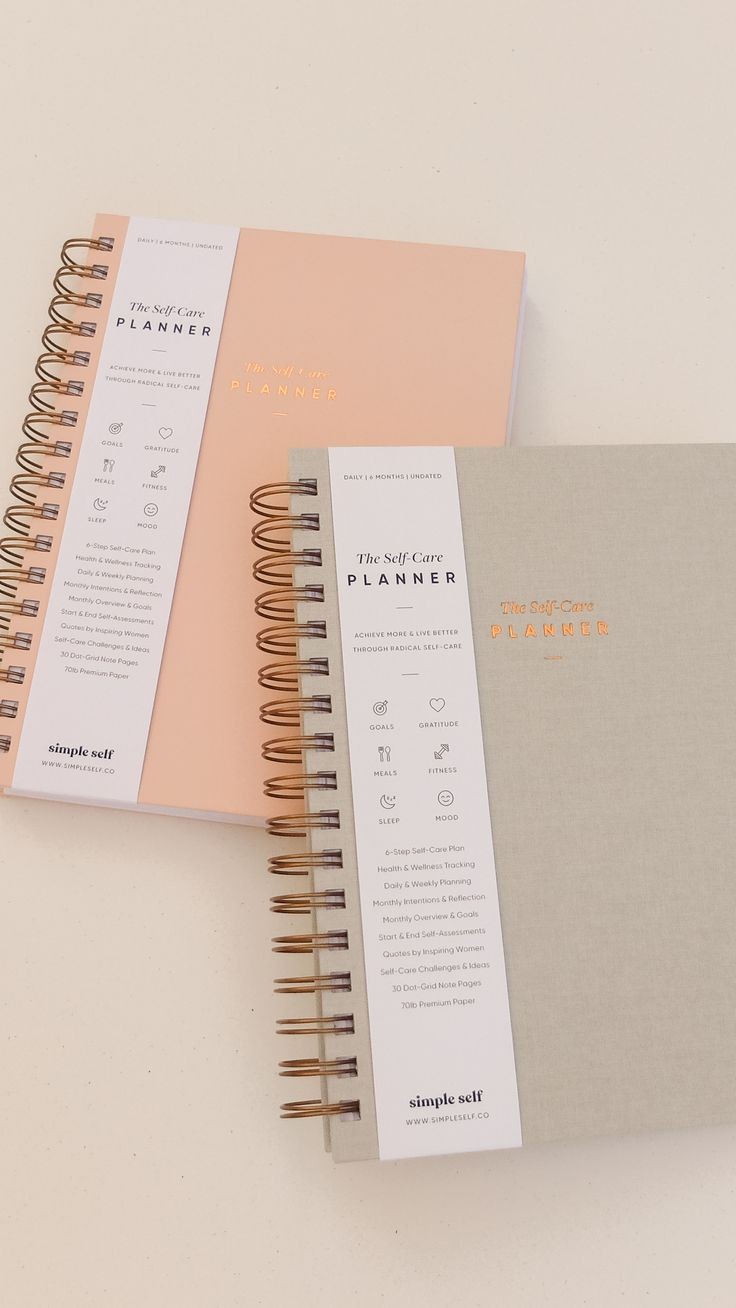 DAILY | 6 MONTHS | UNDATED
The Self-Care
PLANNER
ACHIEVE MORE & LIVE BETTER
THROUGH RADICAL SELF-CARE
GOALS
GRATITUDE
MEALS
FITNESS
SLEEP
MOOD
6-Step Self-Care Plan
Health & Wellness Tracking
Daily & Weekly Planning
Monthly Intentions & Reflection
Monthly Overview & Goals
Start & End Self-Assessments
Quotes by Inspiring Women
Self-Care Challenges & Ideas
30 Dot-Grid Note Pages
70lb Premium Paper
simple self
WWW.SIMPLESELF.CO
The Self-Care
PLANNER
DAILY | 6 MONTHS | UNDATED
The Self-Care
PLANNER
ACHIEVE MORE & LIVE BETTER
THROUGH RADICAL SELF-CARE
GOALS
GRATITUDE
MEALS
FITNESS
SLEEP
MOOD
6-Step Self-Care Plan
Health & Wellness Tracking
Daily & Weekly Planning
Monthly Intentions & Reflection
Monthly Overview & Goals
Start & End Self-Assessments
Quotes by Inspiring Women
Self-Care Challenges & Ideas
30 Dot-Grid Note Pages
70lb Premium Paper
simple self
WWW.SIMPLESELF.CO
The Self-Care
PLANNER